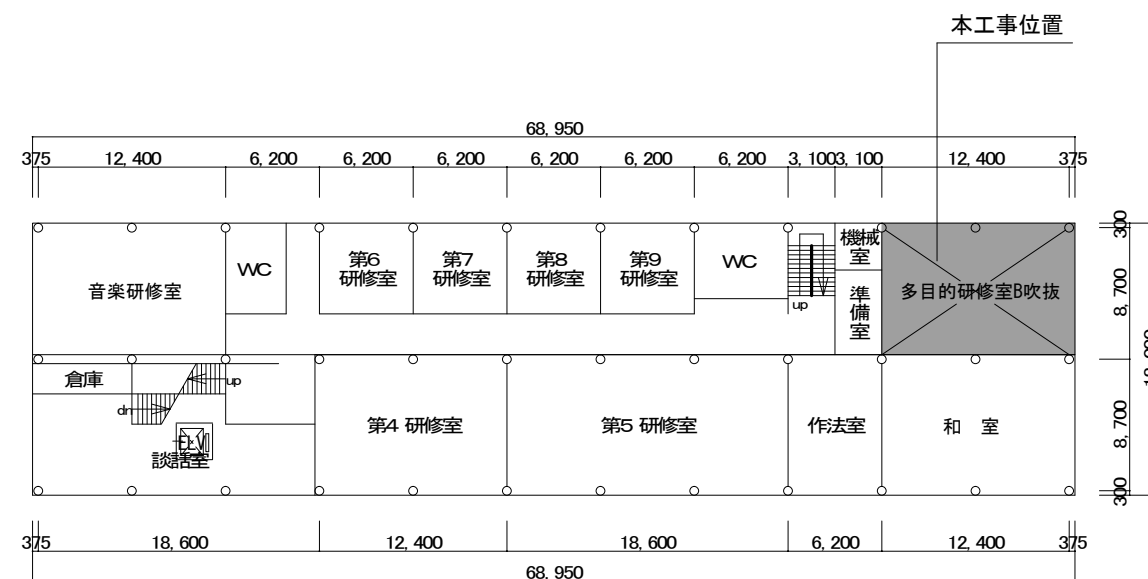 本工事位置
68,950
375 12,400 6,200 6,200 6,200 6,200 6,200 6,200 3,100 3,100 12,400 375
300
8,700
8,700
300
音楽研修室
WC
第6
研修室
第7
研修室
第8
研修室
第9
研修室
WC
up
機械
室
準
備
室
多目的研修室B吹抜
倉庫
up
dn
ELV
談話室
第4 研修室
第5 研修室
作法室
和 室
375 18,600 12,400 18,600 6,200 12,400 375
68,950